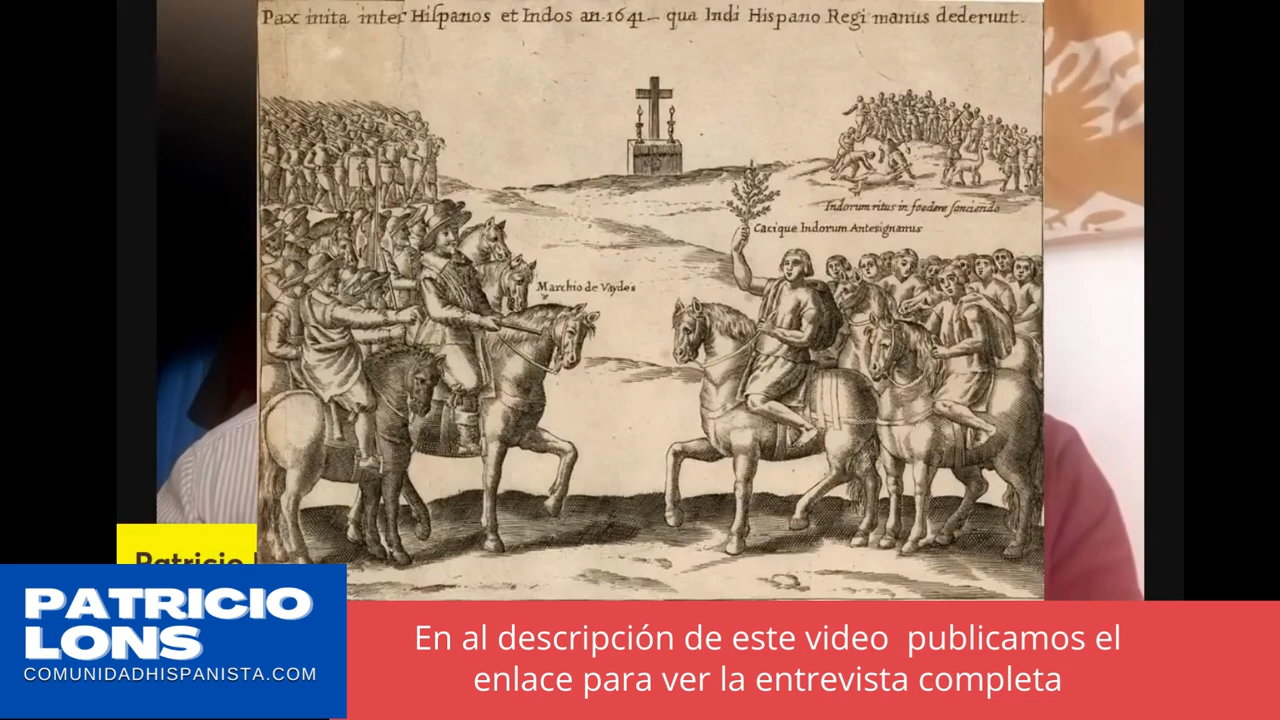 Pax inita inter Hispanos et Indos an. 1641 – qua Indi Hispano Regi manus dederunt.
Indorum ritus in foedere sanciendo
Cacique Indorum Antesignanus
Marchio de Vaydes
Patricio
PATRICIO
LONS
COMUNIDADHISPANISTA.COM
En al descripción de este video publicamos el
enlace para ver la entrevista completa